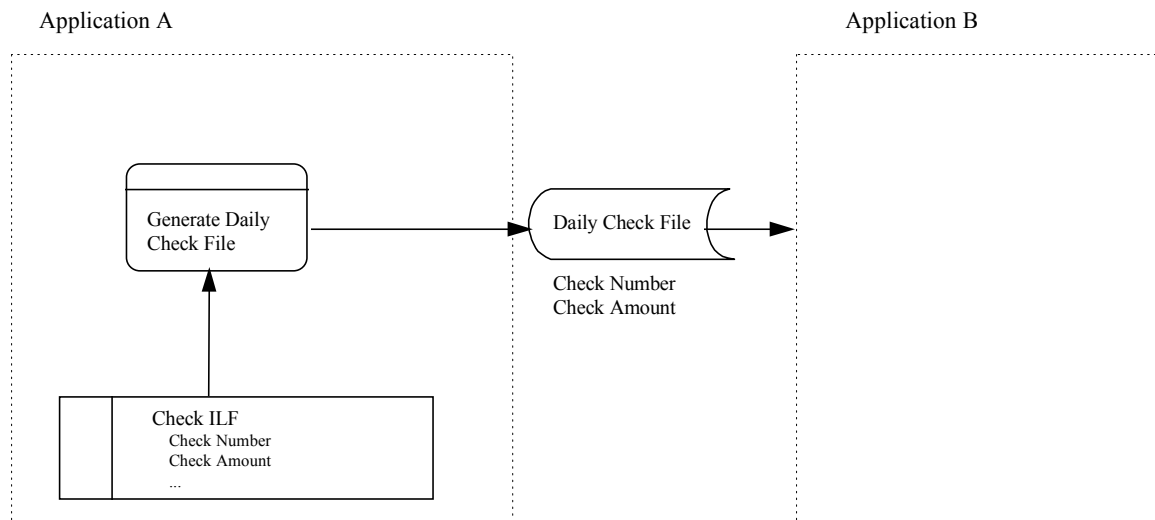 Application A
Application B
Generate Daily
Check File
Daily Check File
Check Number
Check Amount
Check ILF
Check Number
Check Amount
...